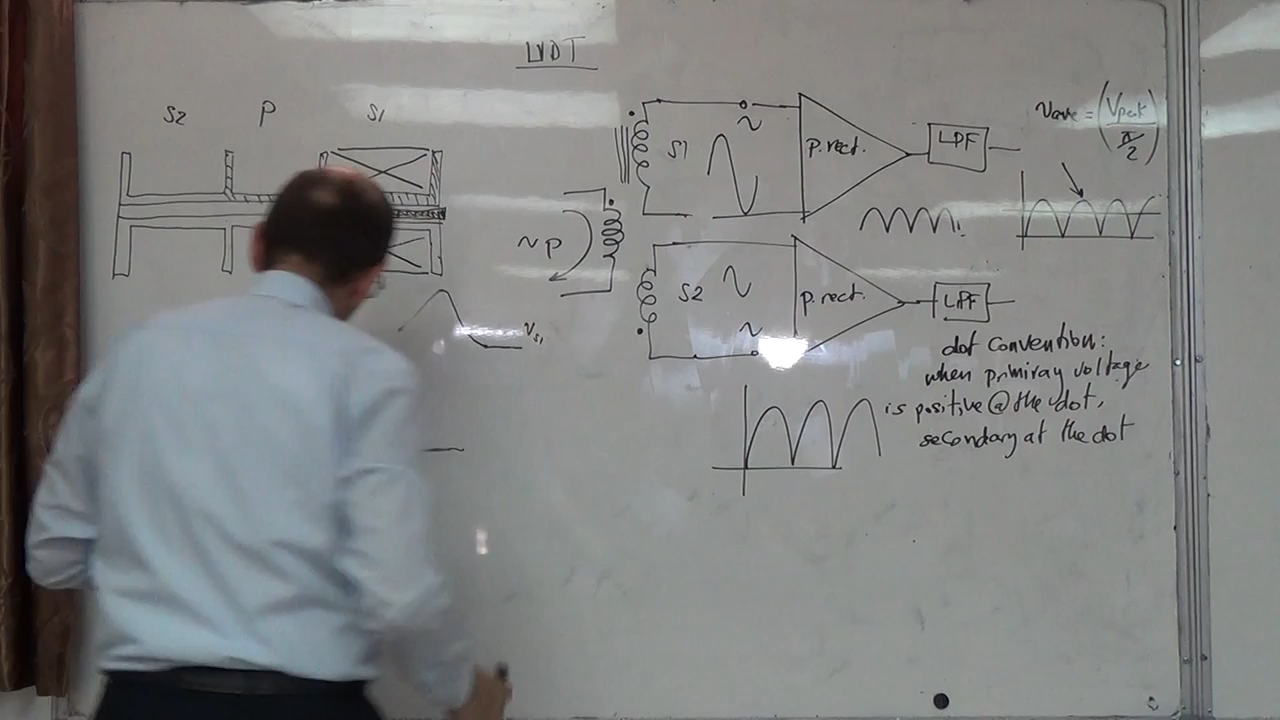 LVDT
S2 P S1
S1
p.rect.
LPF
Vave = (Vpeak / π/2)
~P
S2
p.rect.
LPF
Vs1
dot convention:
when primiray voltage
is positive @ the dot,
secondary at the dot